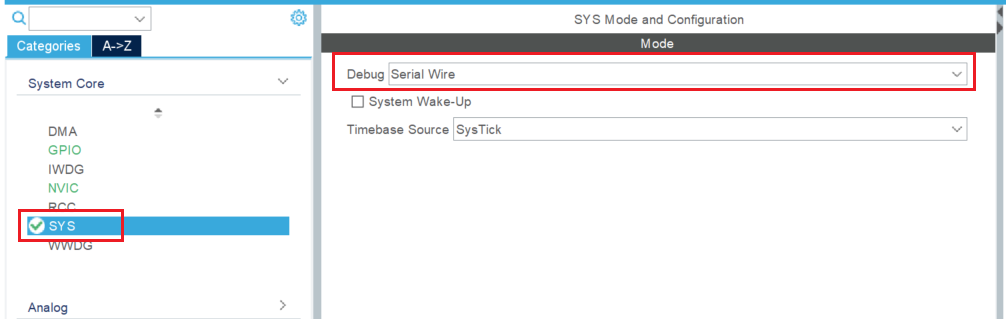 SYS Mode and Configuration
Categories
A->Z
Mode
System Core
Debug Serial Wire
System Wake-Up
Timebase Source SysTick
DMA
GPIO
IWDG
NVIC
RCC
SYS
WWDG
Analog